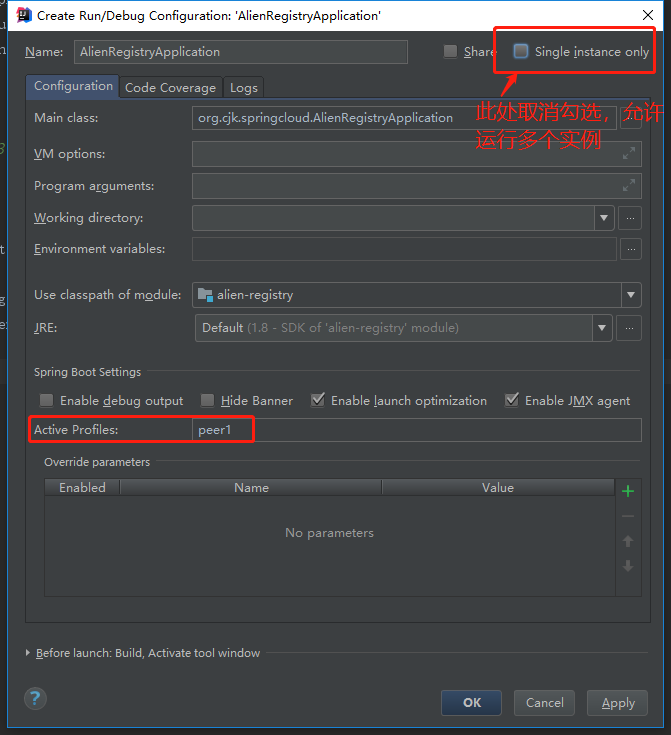 Create Run/Debug Configuration: 'AlienRegistryApplication'
Name: AlienRegistryApplication Share Single instance only
Configuration Code Coverage Logs
Main class: org.cjk.springcloud.AlienRegistryApplication
此处取消勾选，允许
运行多个实例
VM options:
Program arguments:
Working directory:
Environment variables:
Use classpath of module: alien-registry
JRE: Default (1.8 - SDK of 'alien-registry' module)
Spring Boot Settings
Enable debug output Hide Banner Enable launch optimization Enable JMX agent
Active Profiles: peer1
Override parameters
Enabled Name Value
No parameters
Before launch: Build, Activate tool window
? OK Cancel Apply